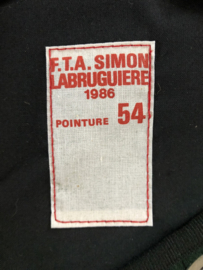 F.T.A. SIMON
LABRUGUIERE
1986
POINTURE 54